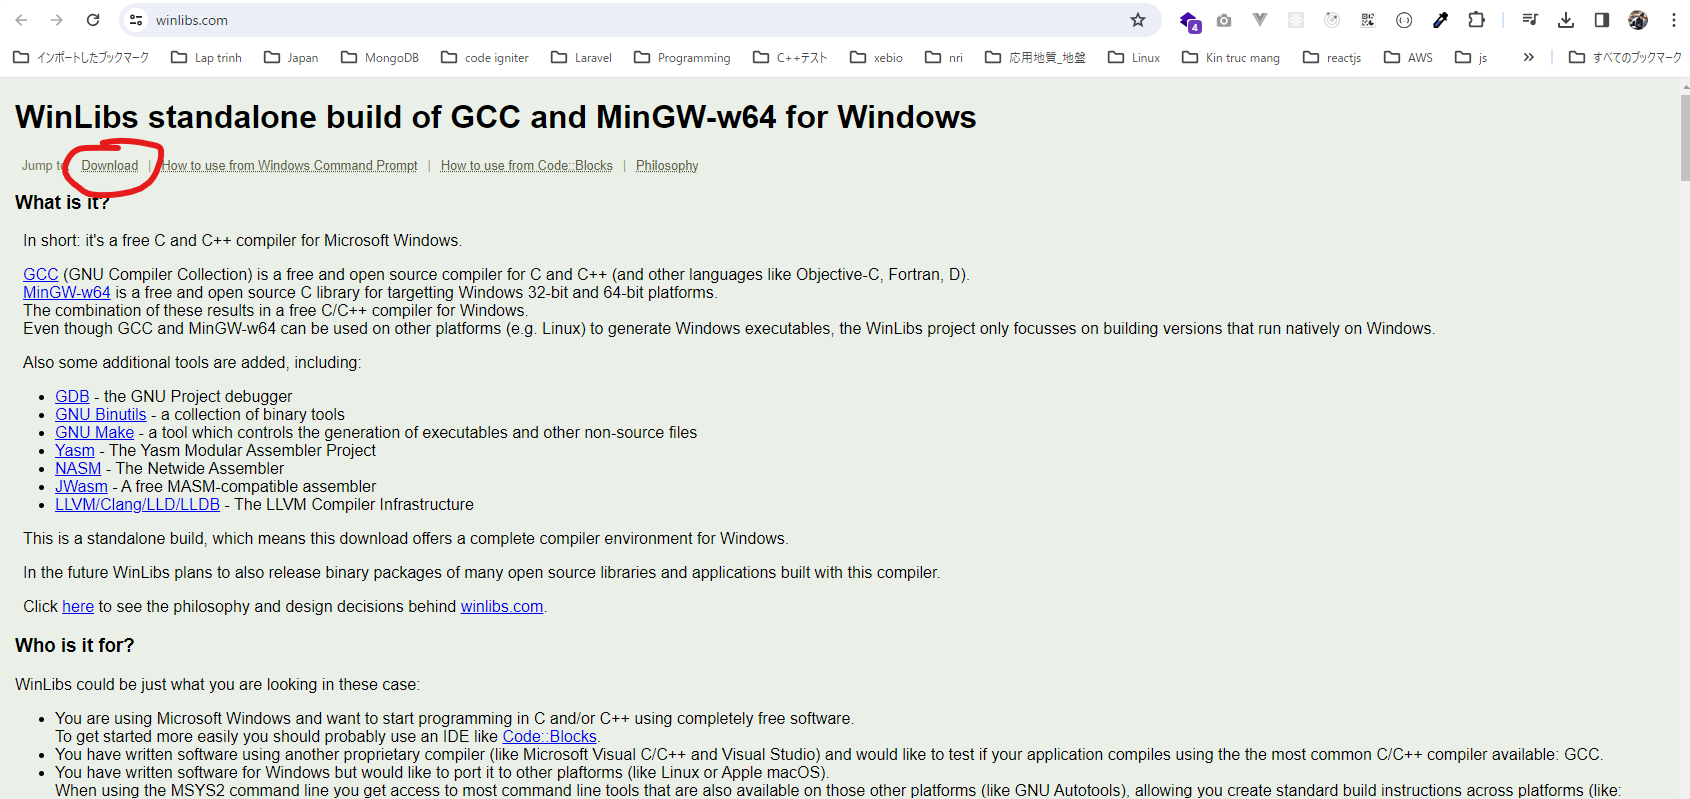 winlibs.com
4
インポートしたブックマーク Lap trinh Japan MongoDB code igniter Laravel Programming C++テスト xebio nri 応用地質_地盤 Linux Kin truc mang reactjs AWS js » すべてのブックマーク
WinLibs standalone build of GCC and MinGW-w64 for Windows
Jump to Download | How to use from Windows Command Prompt | How to use from Code::Blocks | Philosophy
What is it?
In short: it's a free C and C++ compiler for Microsoft Windows.
GCC (GNU Compiler Collection) is a free and open source compiler for C and C++ (and other languages like Objective-C, Fortran, D).
MinGW-w64 is a free and open source C library for targetting Windows 32-bit and 64-bit platforms.
The combination of these results in a free C/C++ compiler for Windows.
Even though GCC and MinGW-w64 can be used on other platforms (e.g. Linux) to generate Windows executables, the WinLibs project only focusses on building versions that run natively on Windows.
Also some additional tools are added, including:
• GDB - the GNU Project debugger
• GNU Binutils - a collection of binary tools
• GNU Make - a tool which controls the generation of executables and other non-source files
• Yasm - The Yasm Modular Assembler Project
• NASM - The Netwide Assembler
• JWasm - A free MASM-compatible assembler
• LLVM/Clang/LLD/LLDB - The LLVM Compiler Infrastructure
This is a standalone build, which means this download offers a complete compiler environment for Windows.
In the future WinLibs plans to also release binary packages of many open source libraries and applications built with this compiler.
Click here to see the philosophy and design decisions behind winlibs.com.
Who is it for?
WinLibs could be just what you are looking in these case:
• You are using Microsoft Windows and want to start programming in C and/or C++ using completely free software.
To get started more easily you should probably use an IDE like Code::Blocks.
• You have written software using another proprietary compiler (like Microsoft Visual C/C++ and Visual Studio) and would like to test if your application compiles using the the most common C/C++ compiler available: GCC.
• You have written software for Windows but would like to port it to other plaftorms (like Linux or Apple macOS).
When using the MSYS2 command line you get access to most command line tools that are also available on those other platforms (like GNU Autotools), allowing you create standard build instructions across platforms (like: